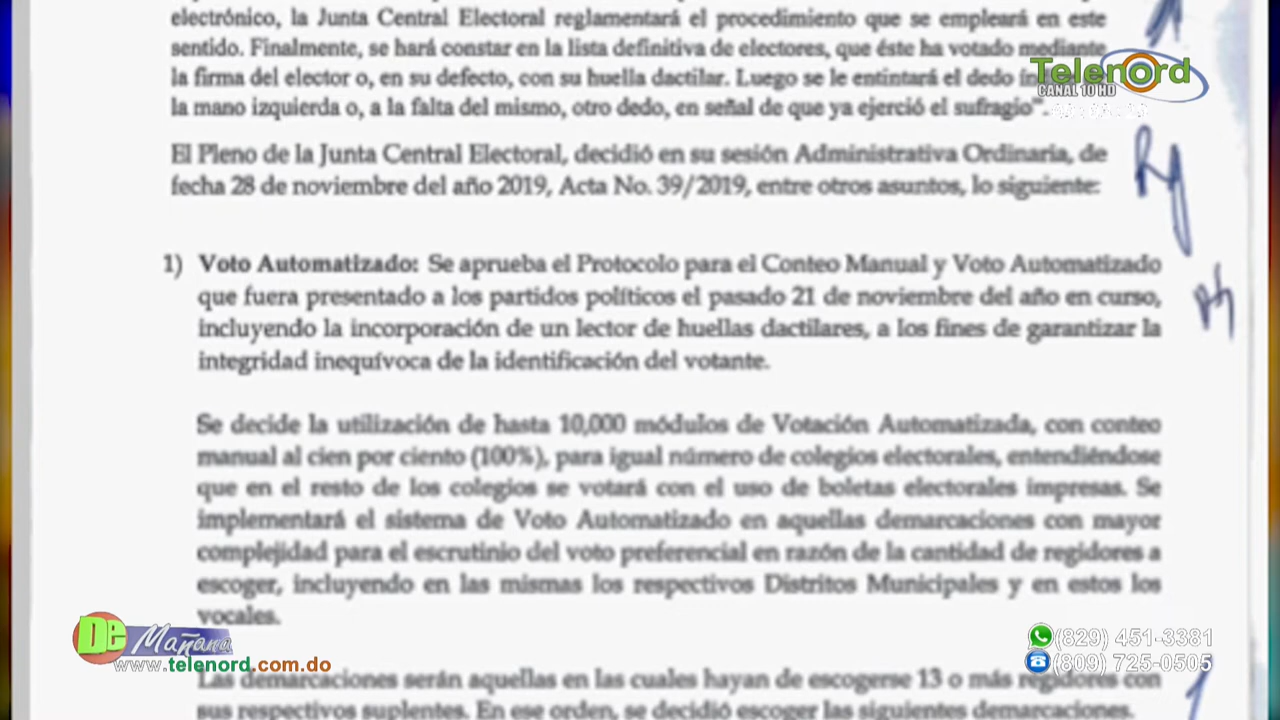 electrónico, la Junta Central Electoral reglamentará el procedimiento que se empleará en este
sentido. Finalmente, se hará constar en la lista definitiva de electores, que éste ha votado mediante
la firma del elector o, en su defecto, con su huella dactilar. Luego se le entintará el dedo
la mano izquierda o, a la falta del mismo, otro dedo, en señal de que ya ejerció el sufragio".
Telenord
CANAL 10 HD
El Pleno de la Junta Central Electoral, decidió en su sesión Administrativa Ordinaria, de
fecha 28 de noviembre del año 2019, Acta No. 39/2019, entre otros asuntos, lo siguiente:
1) Voto Automatizado: Se aprueba el Protocolo para el Conteo Manual y Voto Automatizado
que fuera presentado a los partidos políticos el pasado 21 de noviembre del año en curso,
incluyendo la incorporación de un lector de huellas dactilares, a los fines de garantizar la
integridad inequívoca de la identificación del votante.
Se decide la utilización de hasta 10,000 módulos de Votación Automatizada, con conteo
manual al cien por ciento (100%), para igual número de colegios electorales, entendiéndose
que en el resto de los colegios se votará con el uso de boletas electorales impresas. Se
implementará el sistema de Voto Automatizado en aquellas demarcaciones con mayor
complejidad para el escrutinio del voto preferencial en razón de la cantidad de regidores a
escoger, incluyendo en las mismas los respectivos Distritos Municipales y en estos los
vocales.
Las demarcaciones serán aquellas en las cuales hayan de escogerse 13 o más regidores con
sus respectivos suplentes. En ese orden, se decidió escoger las siguientes demarcaciones.
De Mañana
www.telenord.com.do
(829) 451-3381
(809) 725-0505